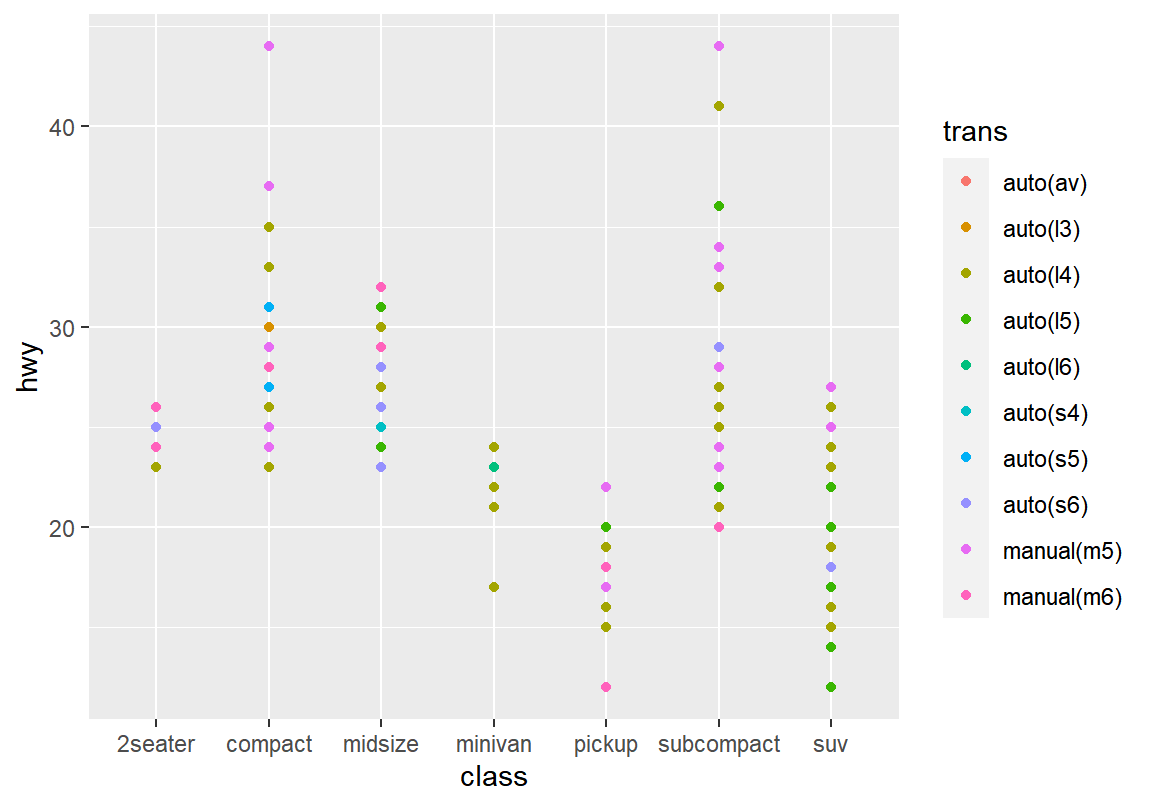 hwy
40
30
20
2seater compact midsize minivan pickup subcompact suv
class
trans
auto(av)
auto(l3)
auto(l4)
auto(l5)
auto(l6)
auto(s4)
auto(s5)
auto(s6)
manual(m5)
manual(m6)